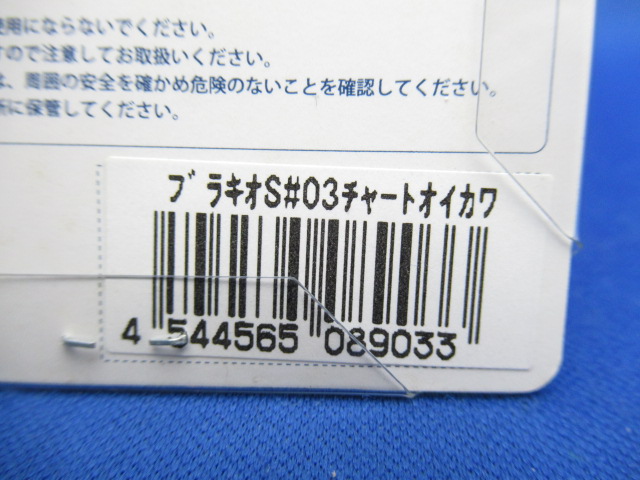 使用にならないでください。
すので注意してお取扱いください。
は、周囲の安全を確かめ危険のないことを確認してください。
所に保管してください。
ブラキオS#03チャートオイカワ
4 544565 089033